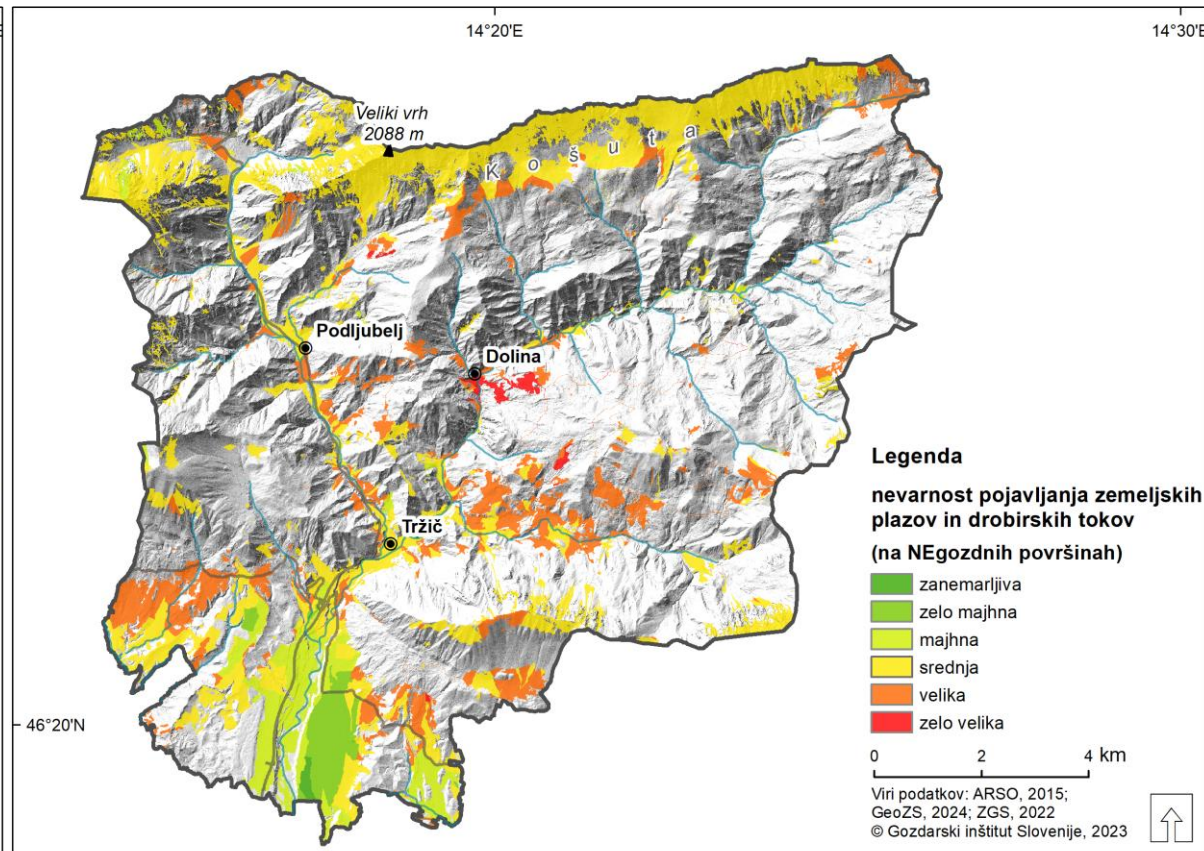 14°20'E
14°30'E
Veliki vrh
2088 m
Košuta
Podljubelj
Dolina
Tržič
46°20'N
Legenda
nevarnost pojavljanja zemeljskih
plazov in drobirskih tokov
(na NEgozdnih površinah)
zanemarljiva
zelo majhna
majhna
srednja
velika
zelo velika
0 2 4 km
Viri podatkov: ARSO, 2015;
GeoZS, 2024; ZGS, 2022
© Gozdarski inštitut Slovenije, 2023